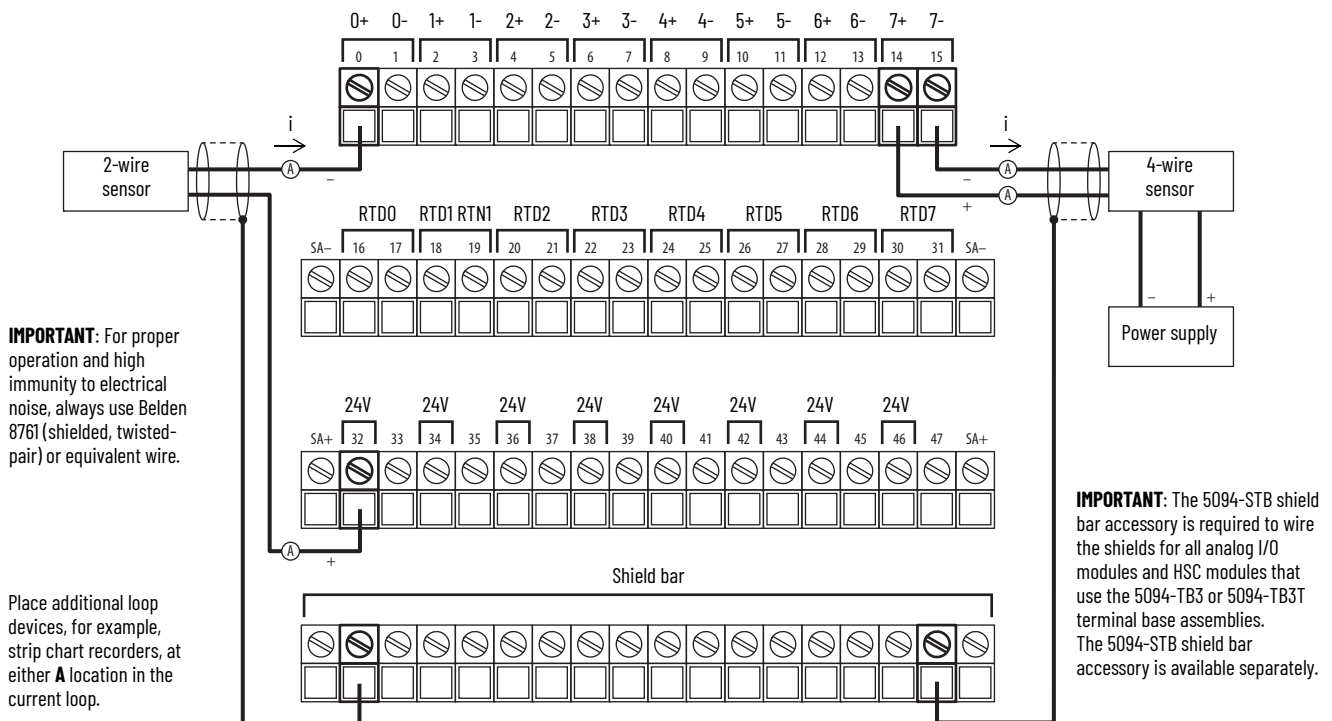 0+ 0- 1+ 1- 2+ 2- 3+ 3- 4+ 4- 5+ 5- 6+ 6- 7+ 7-
0 1 2 3 4 5 6 7 8 9 10 11 12 13 14 15
i
i
2-wire
sensor
A
–
–
A
+
A
4-wire
sensor
RTD0 RTD1 RTN1 RTD2 RTD3 RTD4 RTD5 RTD6 RTD7
SA– 16 17 18 19 20 21 22 23 24 25 26 27 28 29 30 31 SA–
– +
Power supply
IMPORTANT: For proper
operation and high
immunity to electrical
noise, always use Belden
8761 (shielded, twisted-
pair) or equivalent wire.
24V 24V 24V 24V 24V 24V 24V 24V
SA+ 32 33 34 35 36 37 38 39 40 41 42 43 44 45 46 47 SA+
A
+
IMPORTANT: The 5094-STB shield
bar accessory is required to wire
the shields for all analog I/O
modules and HSC modules that
use the 5094-TB3 or 5094-TB3T
terminal base assemblies.
The 5094-STB shield bar
accessory is available separately.
Shield bar
Place additional loop
devices, for example,
strip chart recorders, at
either A location in the
current loop.